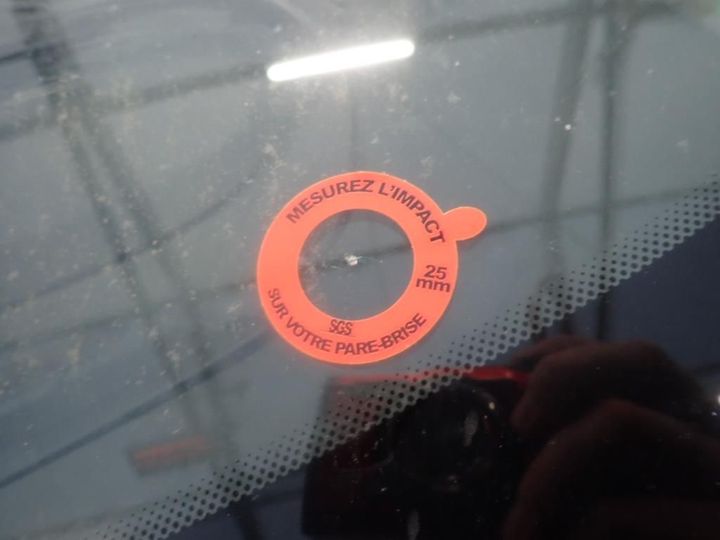 MESUREZ L'IMPACT
25
mm
SGS
SUR VOTRE PARE-BRISE